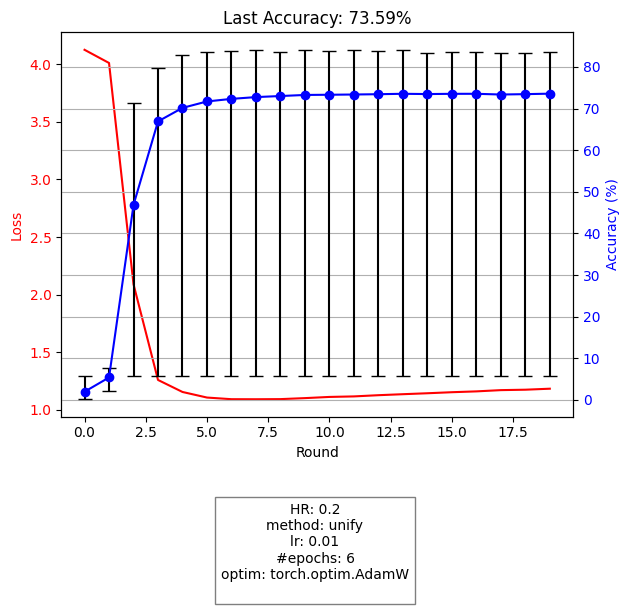 Last Accuracy: 73.59%
4.0
3.5
3.0
2.5
2.0
1.5
1.0
Loss
80
70
60
50
40
30
20
10
0
Accuracy (%)
0.0 2.5 5.0 7.5 10.0 12.5 15.0 17.5
Round
HR: 0.2
method: unify
lr: 0.01
#epochs: 6
optim: torch.optim.AdamW